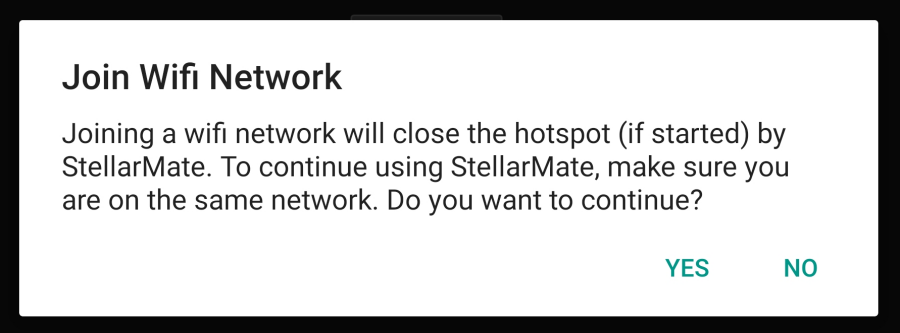 Join Wifi Network
Joining a wifi network will close the hotspot (if started) by
StellarMate. To continue using StellarMate, make sure you
are on the same network. Do you want to continue?
YES NO